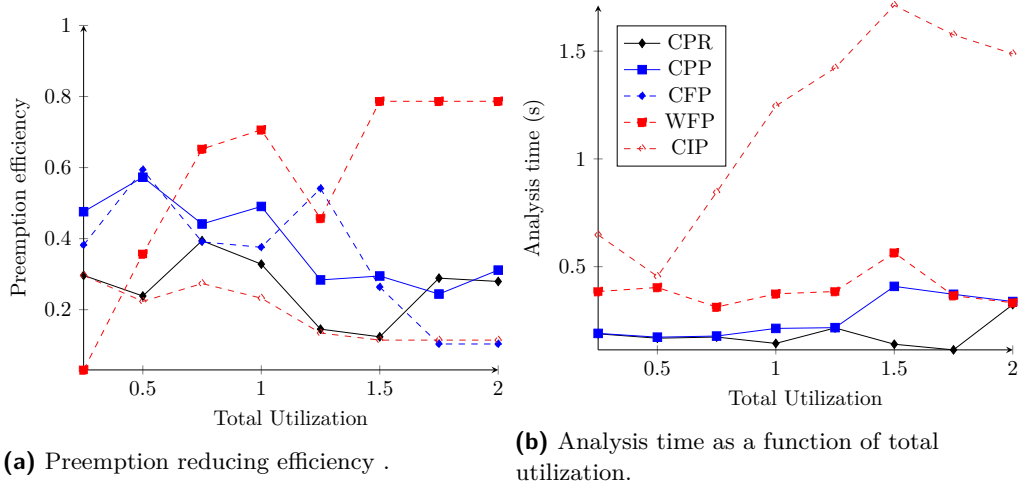 1
0.8
0.6
0.4
0.2
0.5
1
1.5
2
Preemption efficiency
Total Utilization
(a) Preemption reducing efficiency .
1.5
1
0.5
0.5
1
1.5
2
Analysis time (s)
Total Utilization
CPR
CPP
CFP
WFP
CIP
(b) Analysis time as a function of total
utilization.